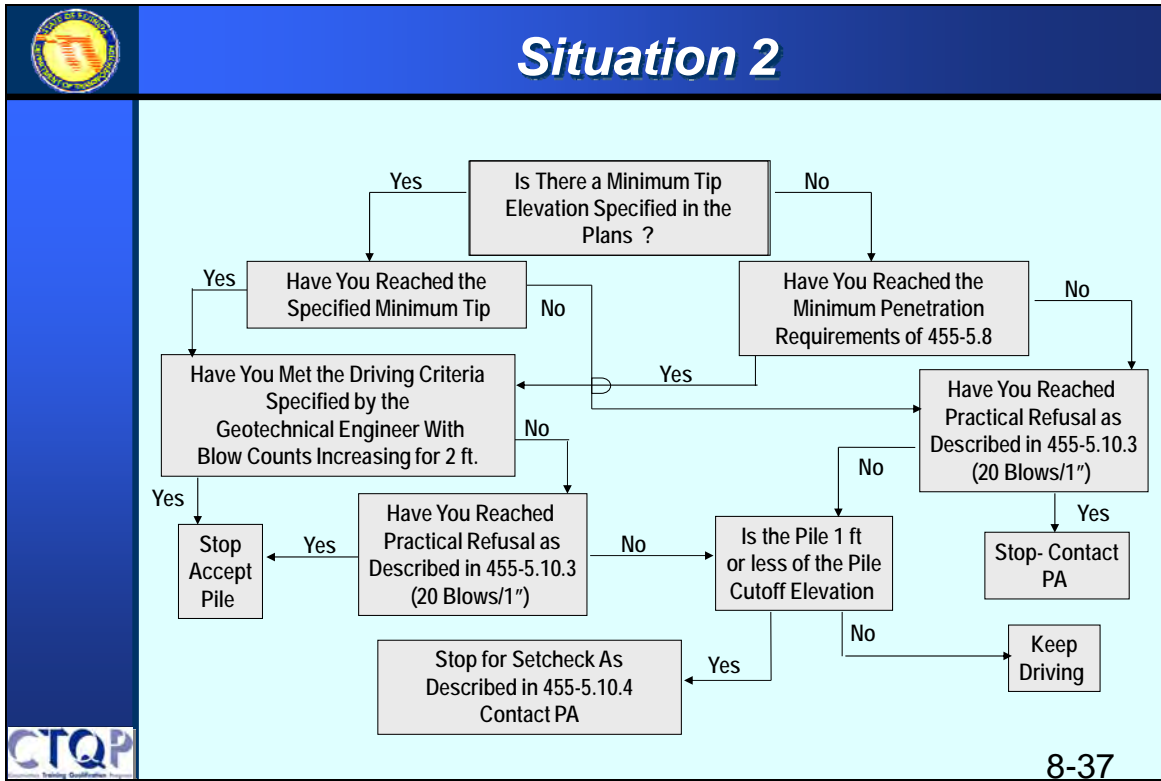 Situation 2
Yes
Is There a Minimum Tip
Elevation Specified in the
Plans ?
No
Yes
Have You Reached the
Specified Minimum Tip
No
Have You Reached the
Minimum Penetration
Requirements of 455-5.8
No
Have You Met the Driving Criteria
Specified by the
Geotechnical Engineer With
Blow Counts Increasing for 2 ft.
Yes
No
Have You Reached
Practical Refusal as
Described in 455-5.10.3
(20 Blows/1")
No
Yes
Yes
Stop
Accept
Pile
Yes
Have You Reached
Practical Refusal as
Described in 455-5.10.3
(20 Blows/1")
No
Is the Pile 1 ft
or less of the Pile
Cutoff Elevation
Stop- Contact
PA
No
Keep
Driving
Yes
Stop for Setcheck As
Described in 455-5.10.4
Contact PA
CTQP
Training Qualification Program
8-37